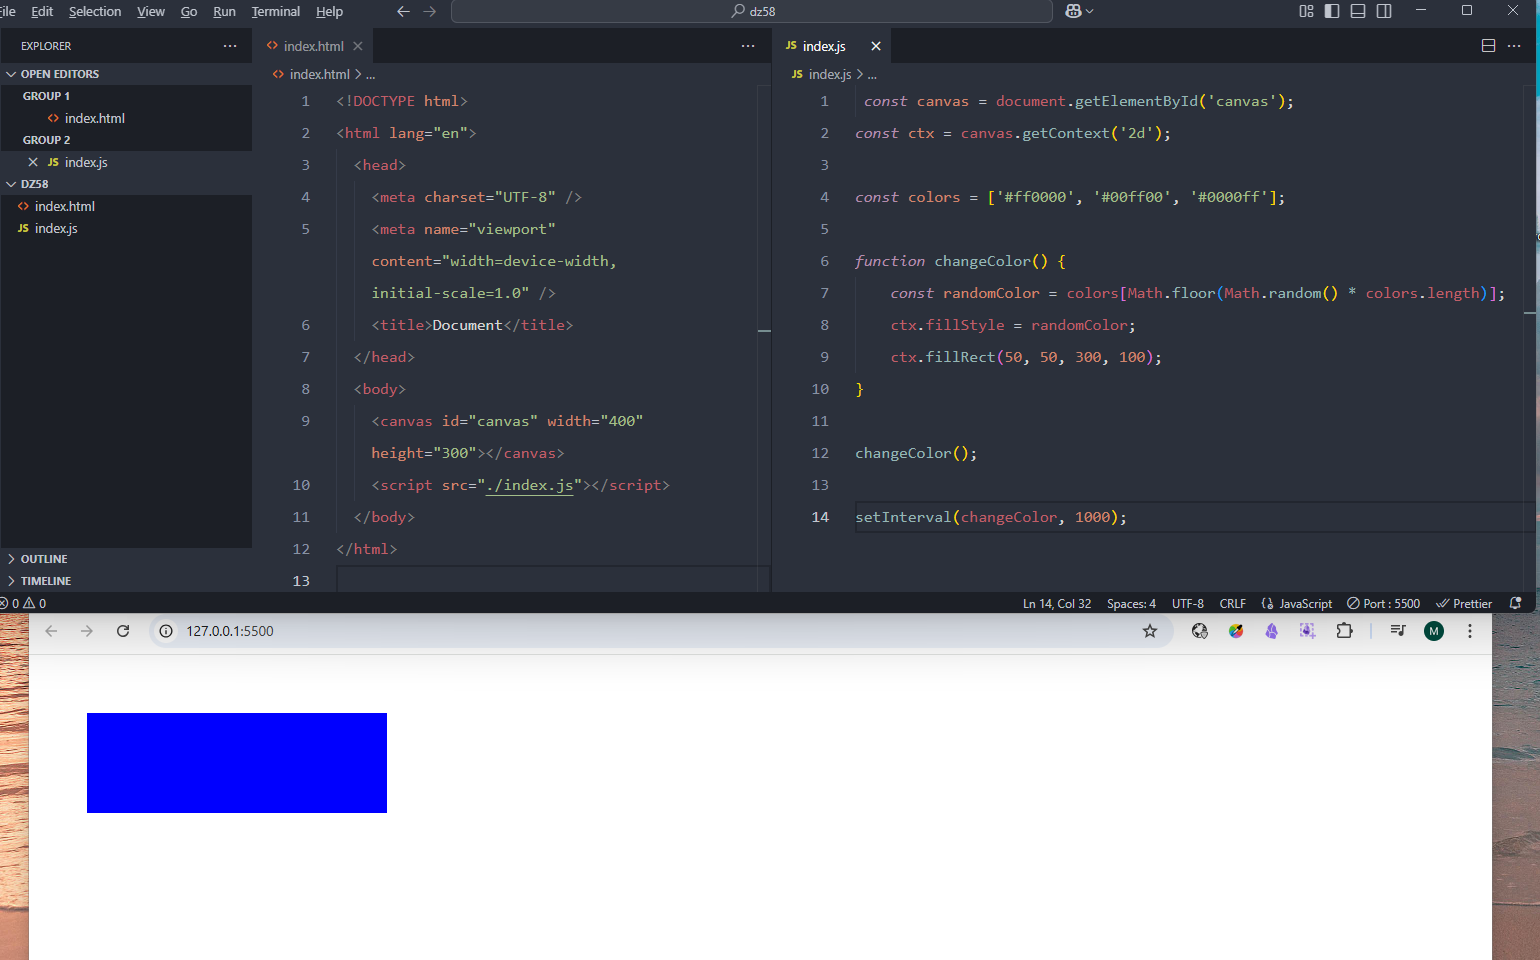 ile Edit Selection View Go Run Terminal Help
dz58
EXPLORER
OPEN EDITORS
GROUP 1
index.html
GROUP 2
JS index.js
DZ58
index.html
JS index.js
OUTLINE
TIMELINE
index.html
index.html > ...
1 <!DOCTYPE html>
2 <html lang="en">
3 <head>
4 <meta charset="UTF-8" />
5 <meta name="viewport"
content="width=device-width,
initial-scale=1.0" />
6 <title>Document</title>
7 </head>
8 <body>
9 <canvas id="canvas" width="400"
height="300"></canvas>
10 <script src="./index.js"></script>
11 </body>
12 </html>
13
JS index.js
JS index.js > ...
1 const canvas = document.getElementById('canvas');
2 const ctx = canvas.getContext('2d');
3
4 const colors = ['#ff0000', '#00ff00', '#0000ff'];
5
6 function changeColor() {
7 const randomColor = colors[Math.floor(Math.random() * colors.length)];
8 ctx.fillStyle = randomColor;
9 ctx.fillRect(50, 50, 300, 100);
10 }
11
12 changeColor();
13
14 setInterval(changeColor, 1000);
0 0 Ln 14, Col 32 Spaces: 4 UTF-8 CRLF {} JavaScript Port : 5500 Prettier
127.0.0.1:5500
M